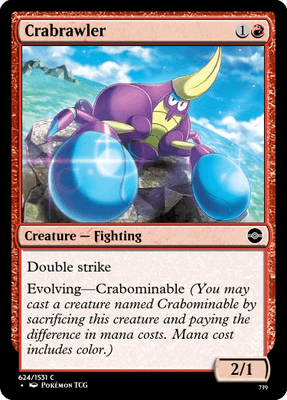 Crabrawler 1
Creature — Fighting
Double strike
Evolving—Crabominable (You may
cast a creature named Crabominable by
sacrificing this creature and paying the
difference in mana costs. Mana cost
includes color.)
2/1
624/1531 C
• POKÉMON TCG